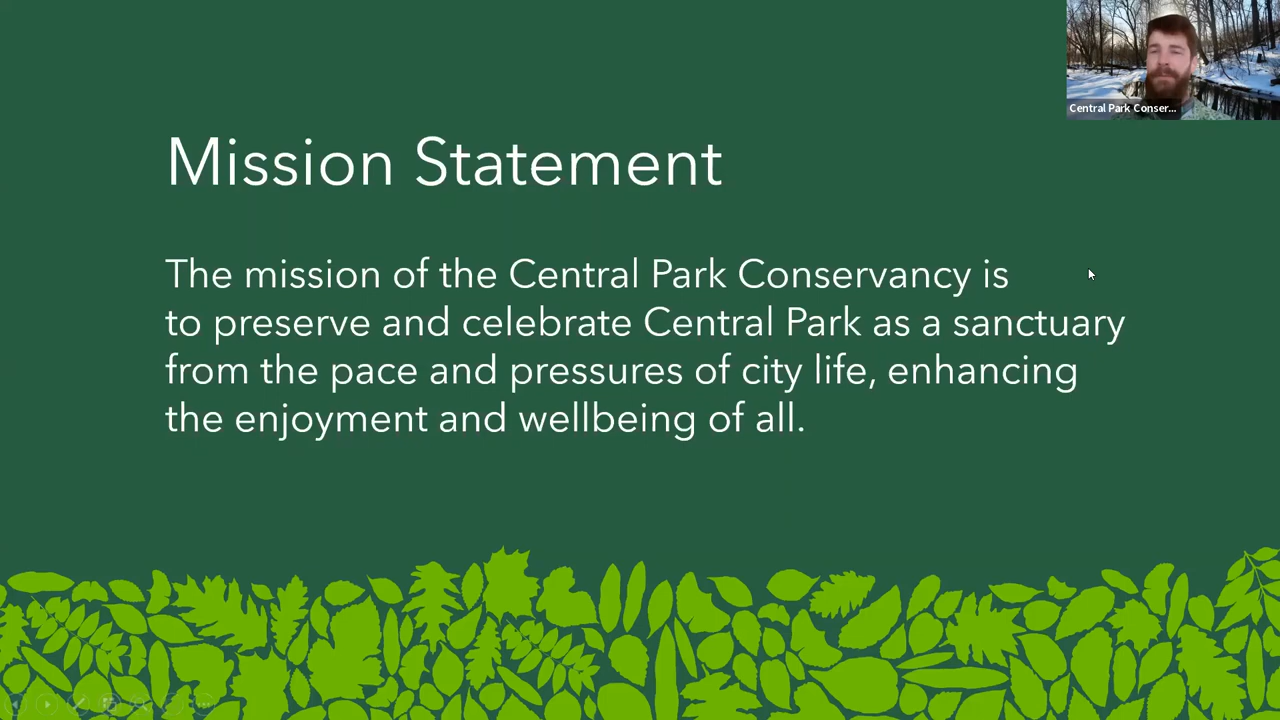 Central Park Conser...
Mission Statement
The mission of the Central Park Conservancy is
to preserve and celebrate Central Park as a sanctuary
from the pace and pressures of city life, enhancing
the enjoyment and wellbeing of all.